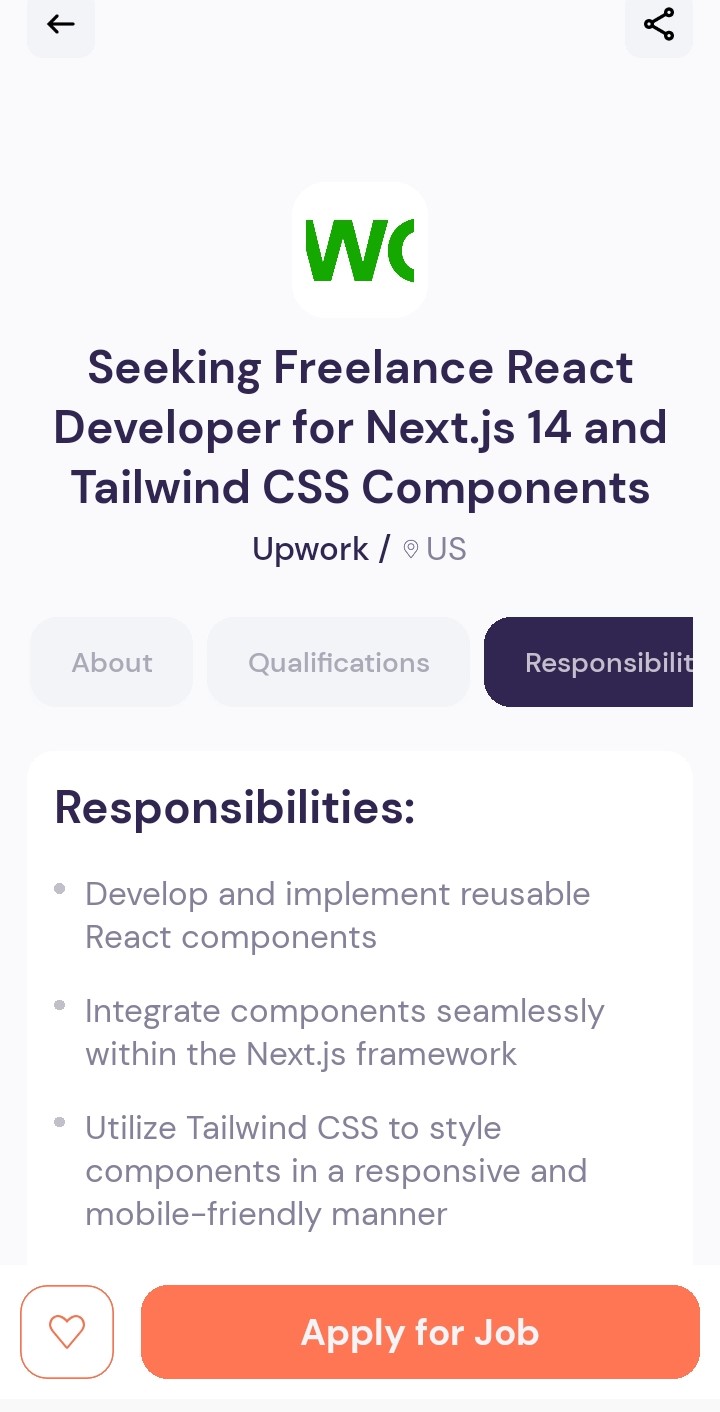 Seeking Freelance React
Developer for Next.js 14 and
Tailwind CSS Components
Upwork / US
About Qualifications Responsibilit
Responsibilities:
Develop and implement reusable
React components
Integrate components seamlessly
within the Next.js framework
Utilize Tailwind CSS to style
components in a responsive and
mobile-friendly manner
Apply for Job